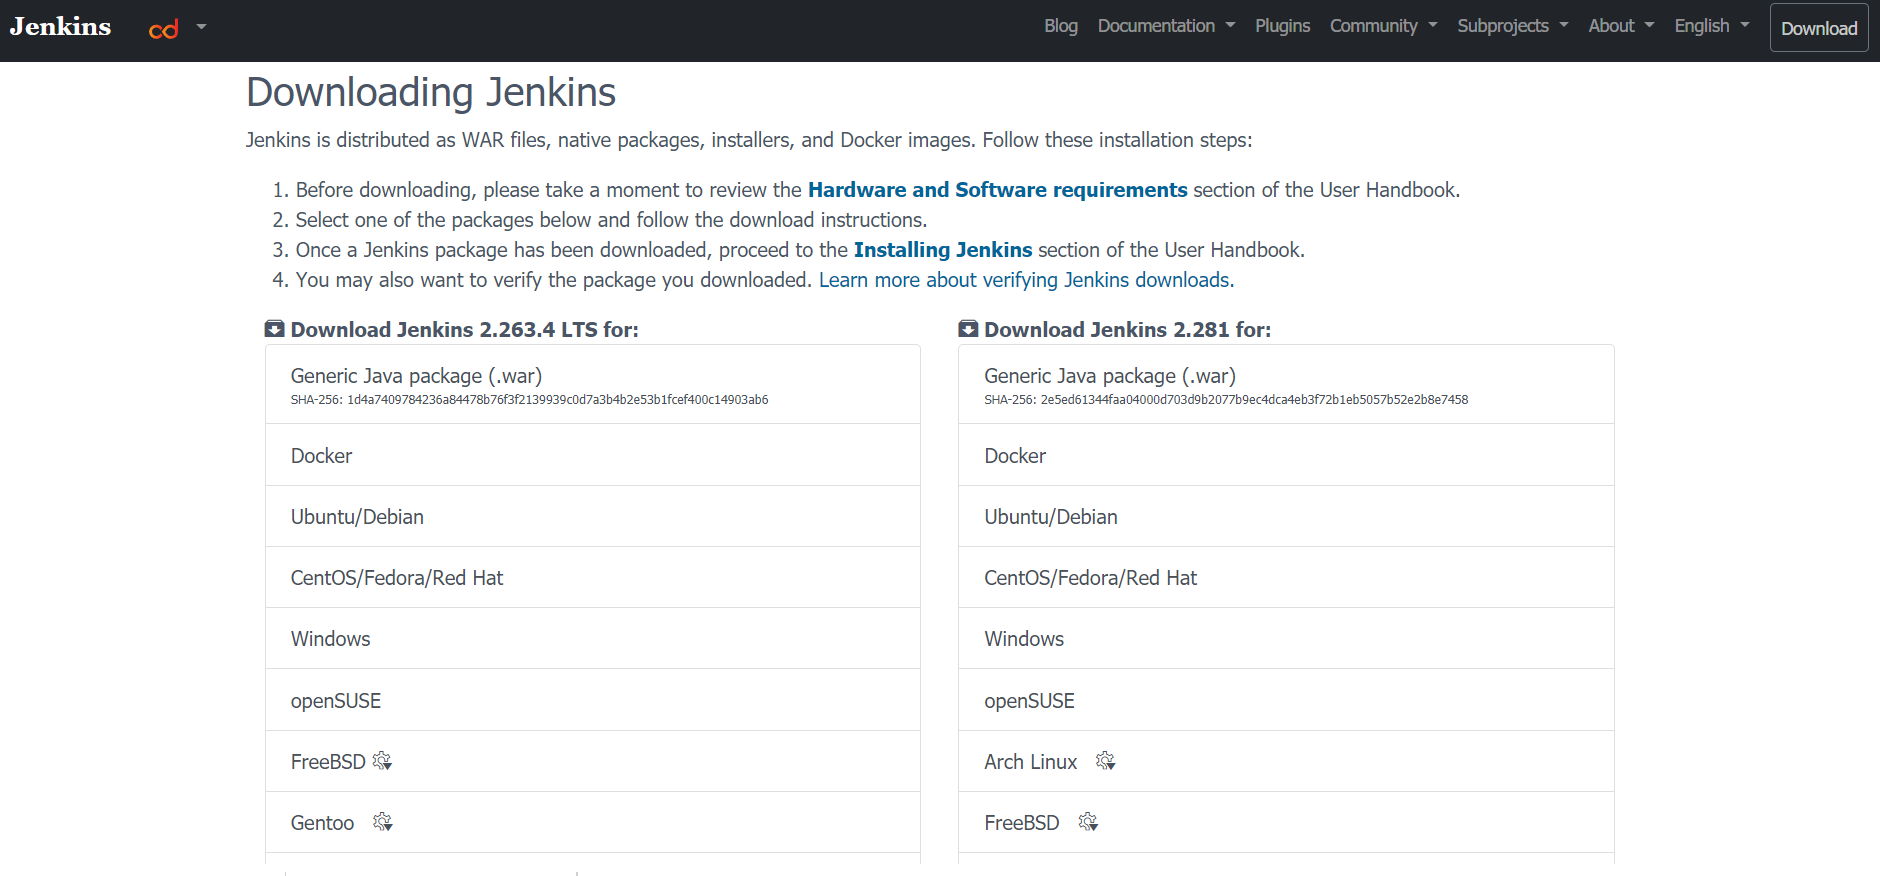 Jenkins
cd
Blog Documentation Plugins Community Subprojects About English Download
Downloading Jenkins
Jenkins is distributed as WAR files, native packages, installers, and Docker images. Follow these installation steps:
1. Before downloading, please take a moment to review the Hardware and Software requirements section of the User Handbook.
2. Select one of the packages below and follow the download instructions.
3. Once a Jenkins package has been downloaded, proceed to the Installing Jenkins section of the User Handbook.
4. You may also want to verify the package you downloaded. Learn more about verifying Jenkins downloads.
Download Jenkins 2.263.4 LTS for:
Generic Java package (.war)
SHA-256: 1d4a7409784236a84478b76f3f2139939c0d7a3b4b2e53b1fcef400c14903ab6
Docker
Ubuntu/Debian
CentOS/Fedora/Red Hat
Windows
openSUSE
FreeBSD
Gentoo
Download Jenkins 2.281 for:
Generic Java package (.war)
SHA-256: 2e5ed61344faa04000d703d9b2077b9ec4dca4eb3f72b1eb5057b52e2b8e7458
Docker
Ubuntu/Debian
CentOS/Fedora/Red Hat
Windows
openSUSE
Arch Linux
FreeBSD